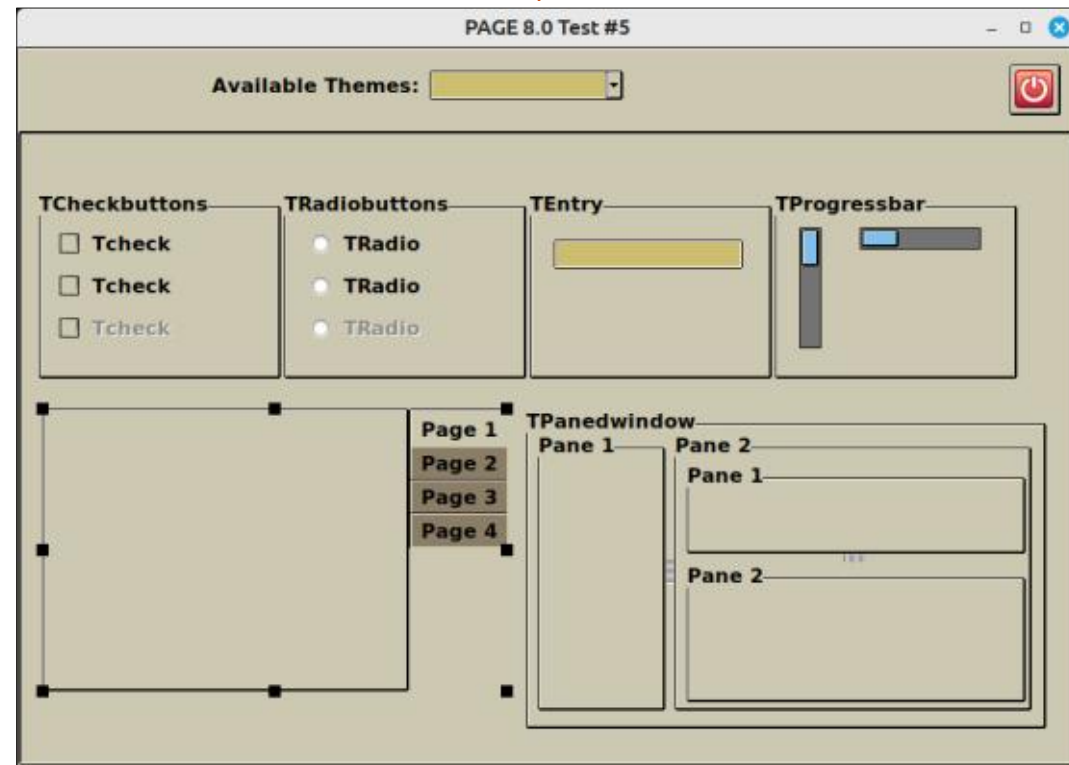 PAGE 8.0 Test #5
Available Themes:
TCheckbuttons
Tcheck
Tcheck
Tcheck
TRadiobuttons
TRadio
TRadio
TRadio
TEntry
TProgressbar
Page 1
Page 2
Page 3
Page 4
TPanedwindow
Pane 1
Pane 2
Pane 1
Pane 2